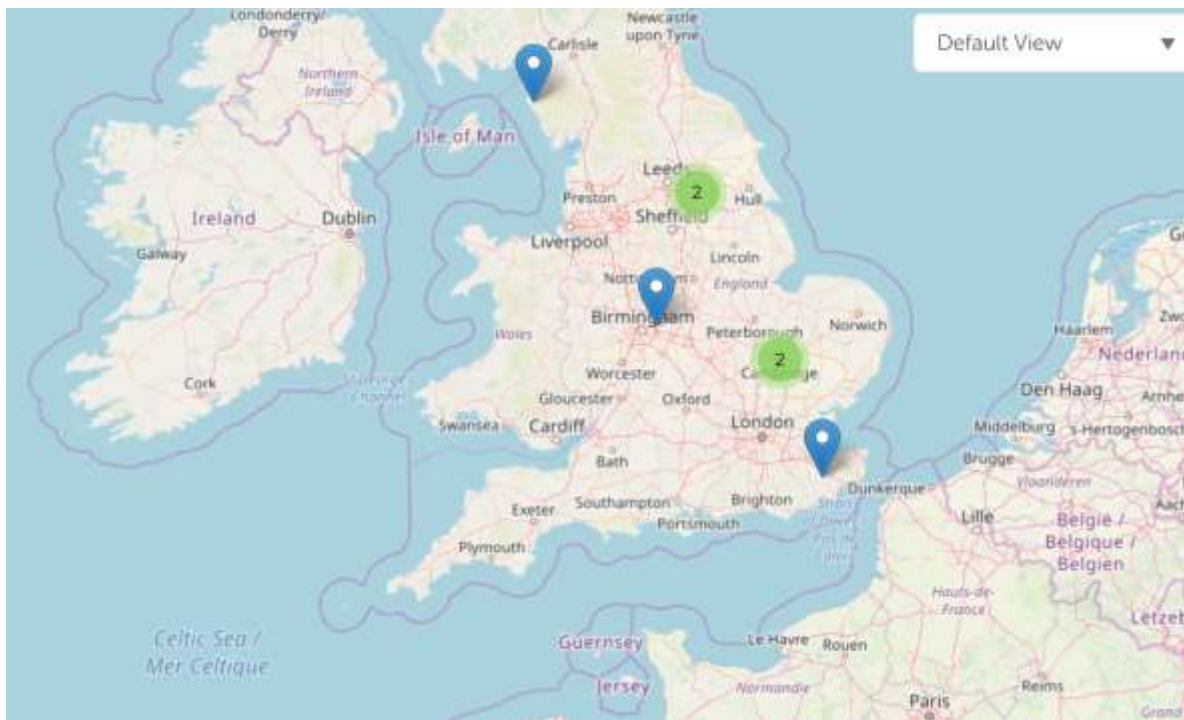 Londonderry/
Derry
Newcastle
upon Tyne
Carlisle
Default View
Northern
Ireland
Isle of Man
Leeds
2
Preston
Hull
Ireland
Dublin
Sheffield
Liverpool
Galway
Lincoln
England
Birmingham
Wales
Peterborough
Norwich
Haarlem
2
Nederland
Worcester
Cork
Den Haag
Gloucester
Oxford
Swansea
Cardiff
London
Middelburg
's-Hertogenbosch
Bath
Brugge
Vlaanderen
Dunkerque
Southampton
Brighton
Exeter
Portsmouth
Lille
België /
Belgique /
Belgien
Plymouth
Hauts-de-
France
Celtic Sea /
Mer Celtique
Guernsey
Le Havre
Rouen
Jersey
Normandie
Reims
Paris